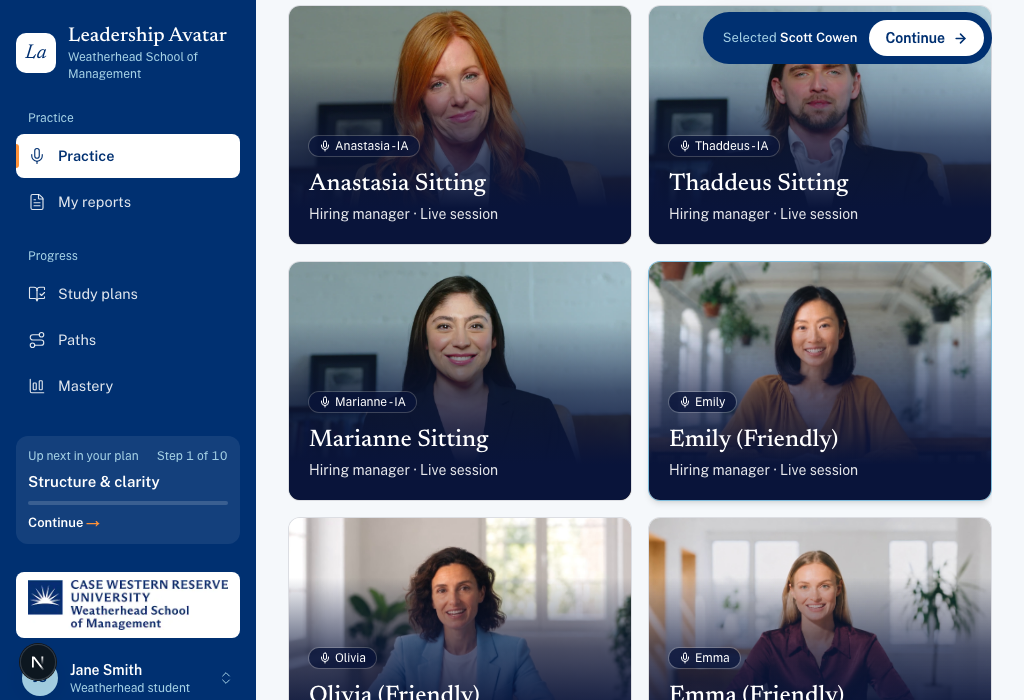 La
Leadership Avatar
Weatherhead School of
Management
Practice
Practice
My reports
Progress
Study plans
Paths
Mastery
Up next in your plan
Step 1 of 10
Structure & clarity
Continue →
CASE WESTERN RESERVE
UNIVERSITY
Weatherhead School
of Management
N
Jane Smith
Weatherhead student
Selected Scott Cowen
Continue →
Anastasia-IA
Anastasia Sitting
Hiring manager · Live session
Thaddeus-IA
Thaddeus Sitting
Hiring manager · Live session
Marianne-IA
Marianne Sitting
Hiring manager · Live session
Emily
Emily (Friendly)
Hiring manager · Live session
Olivia
Olivia (Friendly)
Emma
Emma (Friendly)